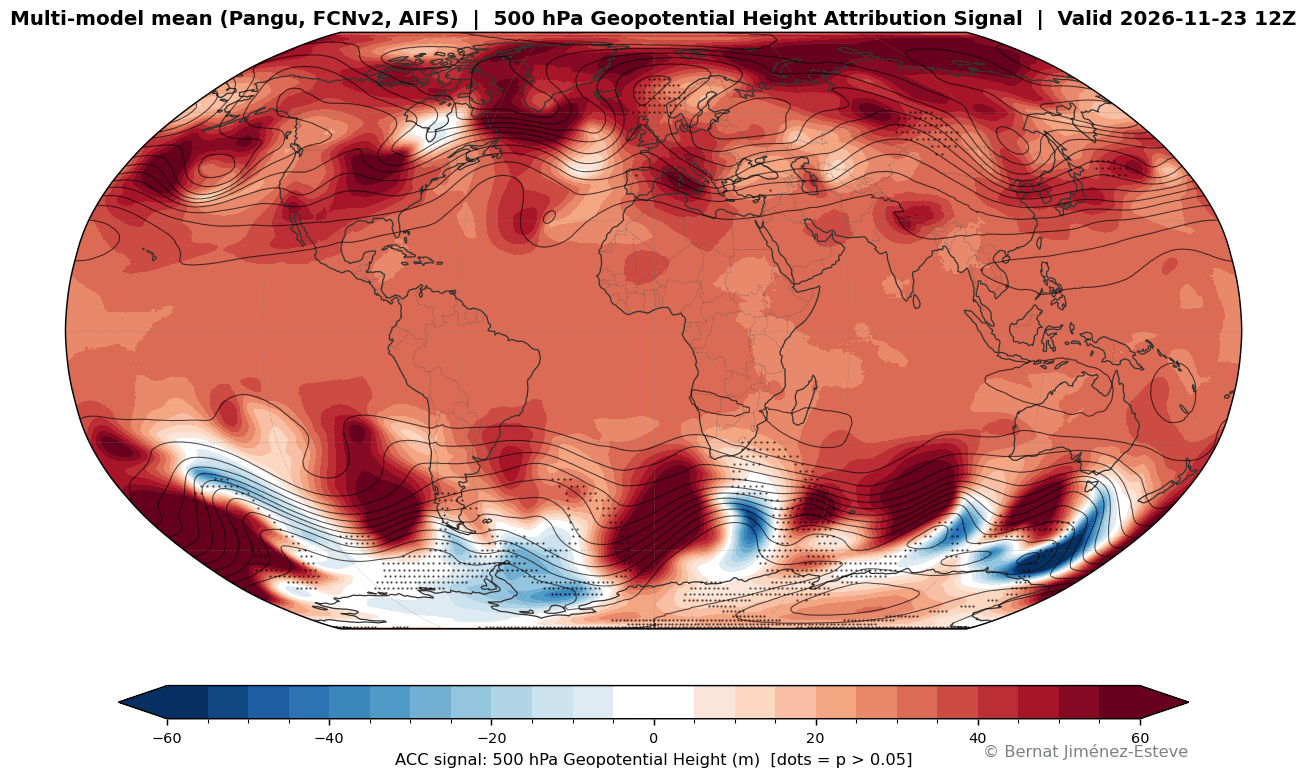 Multi-model mean (Pangu, FCNv2, AIFS) | 500 hPa Geopotential Height Attribution Signal | Valid 2026-11-23 12Z
−60 −40 −20 0 20 40 60
ACC signal: 500 hPa Geopotential Height (m) [dots = p > 0.05]
© Bernat Jiménez-Esteve